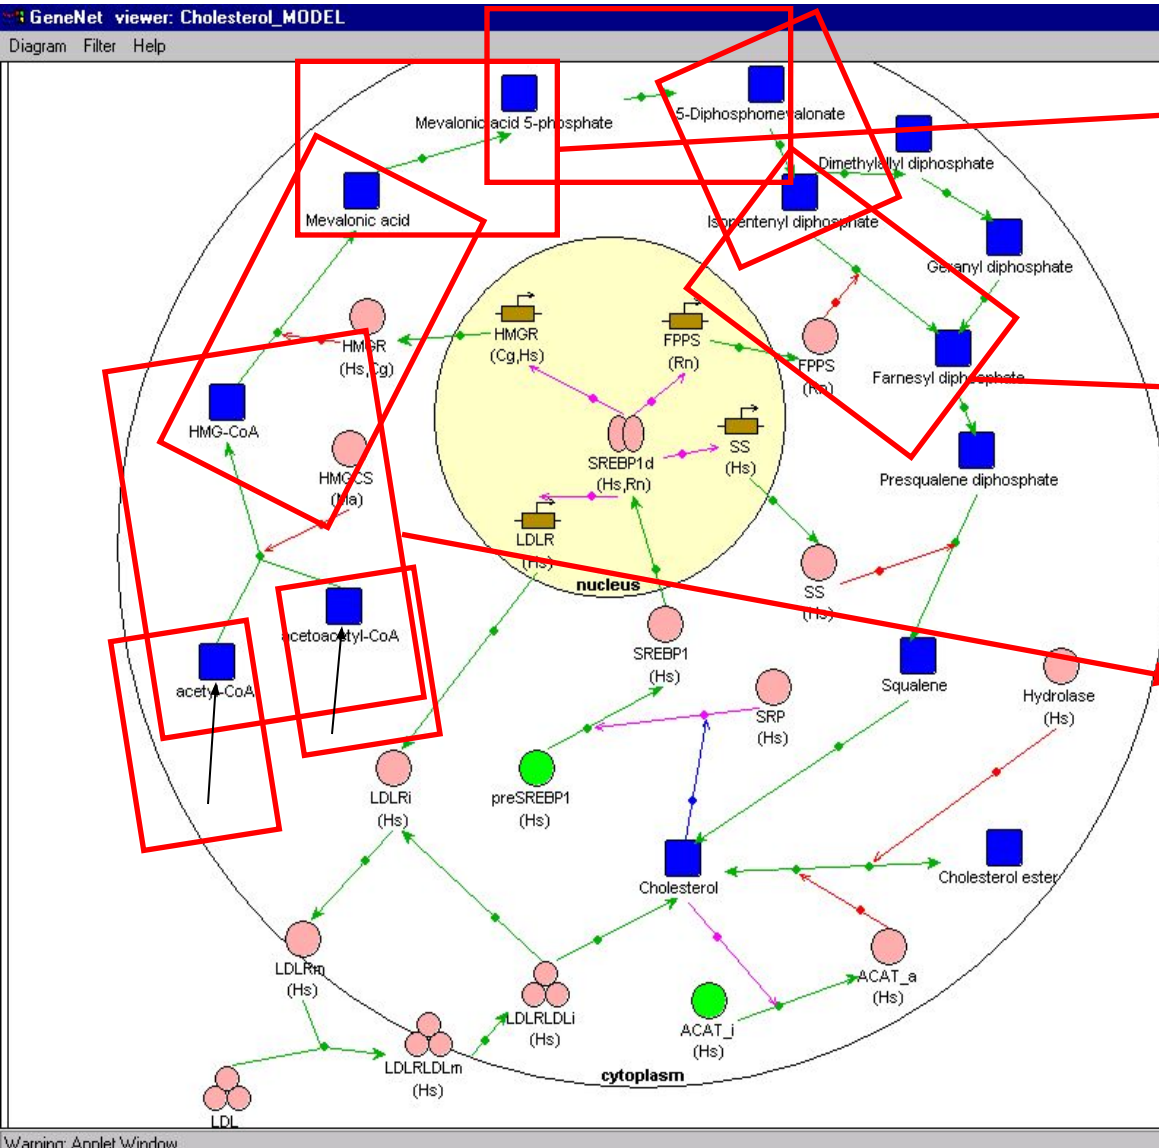 GeneNet viewer: Cholesterol_MODEL
Diagram Filter Help
Mevalonic acid 5-phosphate
5-Diphosphomevalonate
Dimethylallyl diphosphate
Mevalonic acid
Isopentenyl diphosphate
Geranyl diphosphate
HMGR
(Hs,Cg)
HMGR
(Cg,Hs)
FPPS
(Rn)
FPPS
(Rn)
Farnesyl diphosphate
HMG-CoA
SREBP1d
(Hs,Rn)
SS
(Hs)
HMGCS
(Ma)
Presqualene diphosphate
LDLR
(Hs)
nucleus
SS
(Hs)
acetoacetyl-CoA
acetyl-CoA
SREBP1
(Hs)
Squalene
Hydrolase
(Hs)
SRP
(Hs)
LDLRi
(Hs)
preSREBP1
(Hs)
Cholesterol
Cholesterol ester
LDLRm
(Hs)
ACAT_a
(Hs)
LDLRLDLi
(Hs)
ACAT_i
(Hs)
LDLRLDLm
(Hs)
cytoplasm
LDL
Warning: Applet Window